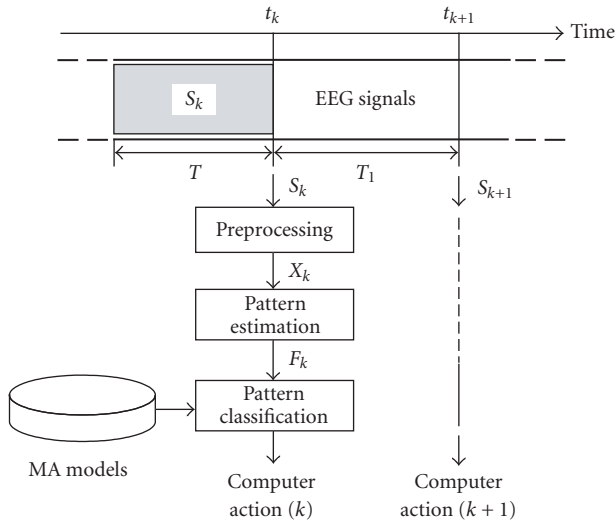 t_k
t_{k+1}
Time
S_k
EEG signals
T
T_1
S_k
S_{k+1}
Preprocessing
X_k
Pattern
estimation
F_k
Pattern
classification
MA models
Computer
action (k)
Computer
action (k + 1)